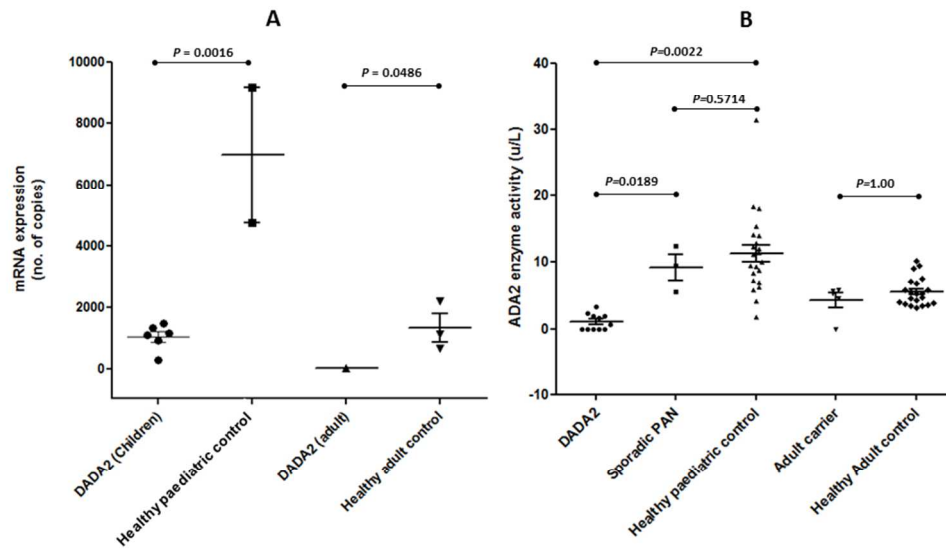 A
P = 0.0016
P = 0.0486
10000
8000
6000
4000
2000
0
mRNA expression
(no. of copies)
DADA2 (Children)
Healthy paediatric control
DADA2 (adult)
Healthy adult control
B
P=0.0022
P=0.5714
P=0.0189
P=1.00
40
30
20
10
0
-10
ADA2 enzyme activity (u/L)
DADA2
Sporadic PAN
Healthy paediatric control
Adult carrier
Healthy Adult control